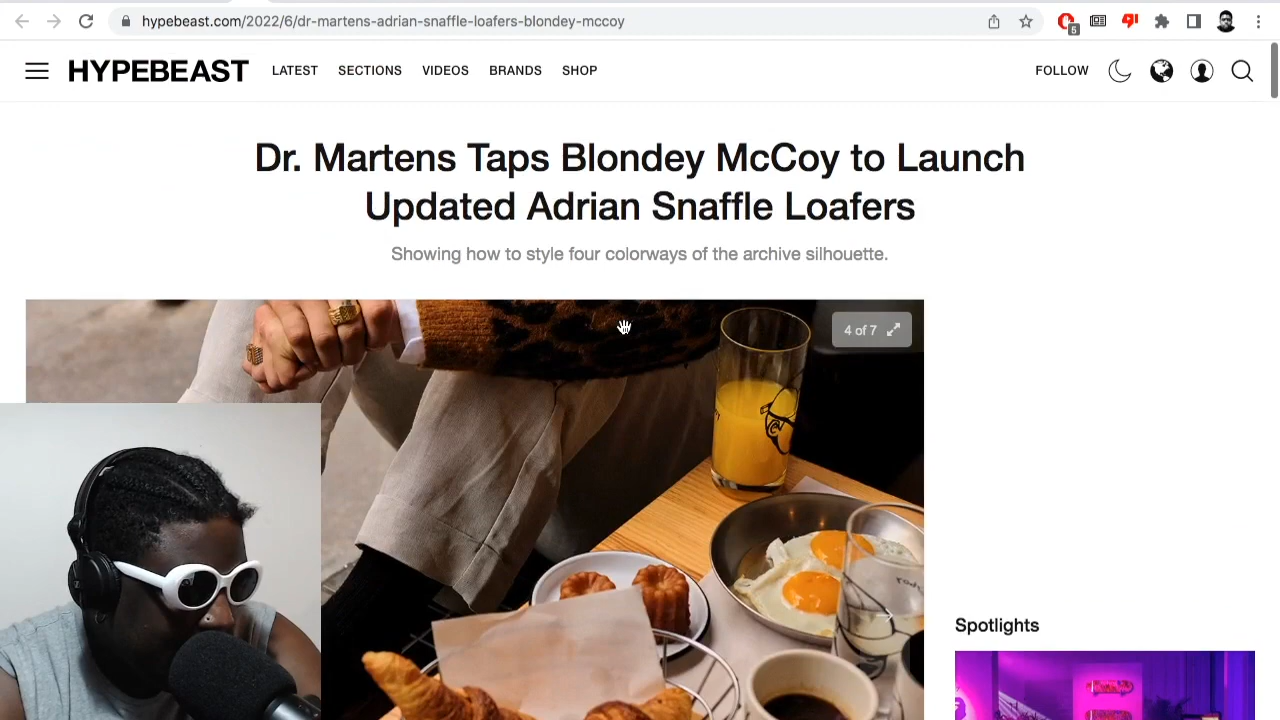 hypebeast.com/2022/6/dr-martens-adrian-snaffle-loafers-blondey-mccoy
5
HYPEBEAST LATEST SECTIONS VIDEOS BRANDS SHOP FOLLOW
Dr. Martens Taps Blondey McCoy to Launch
Updated Adrian Snaffle Loafers
Showing how to style four colorways of the archive silhouette.
4 of 7
Spotlights